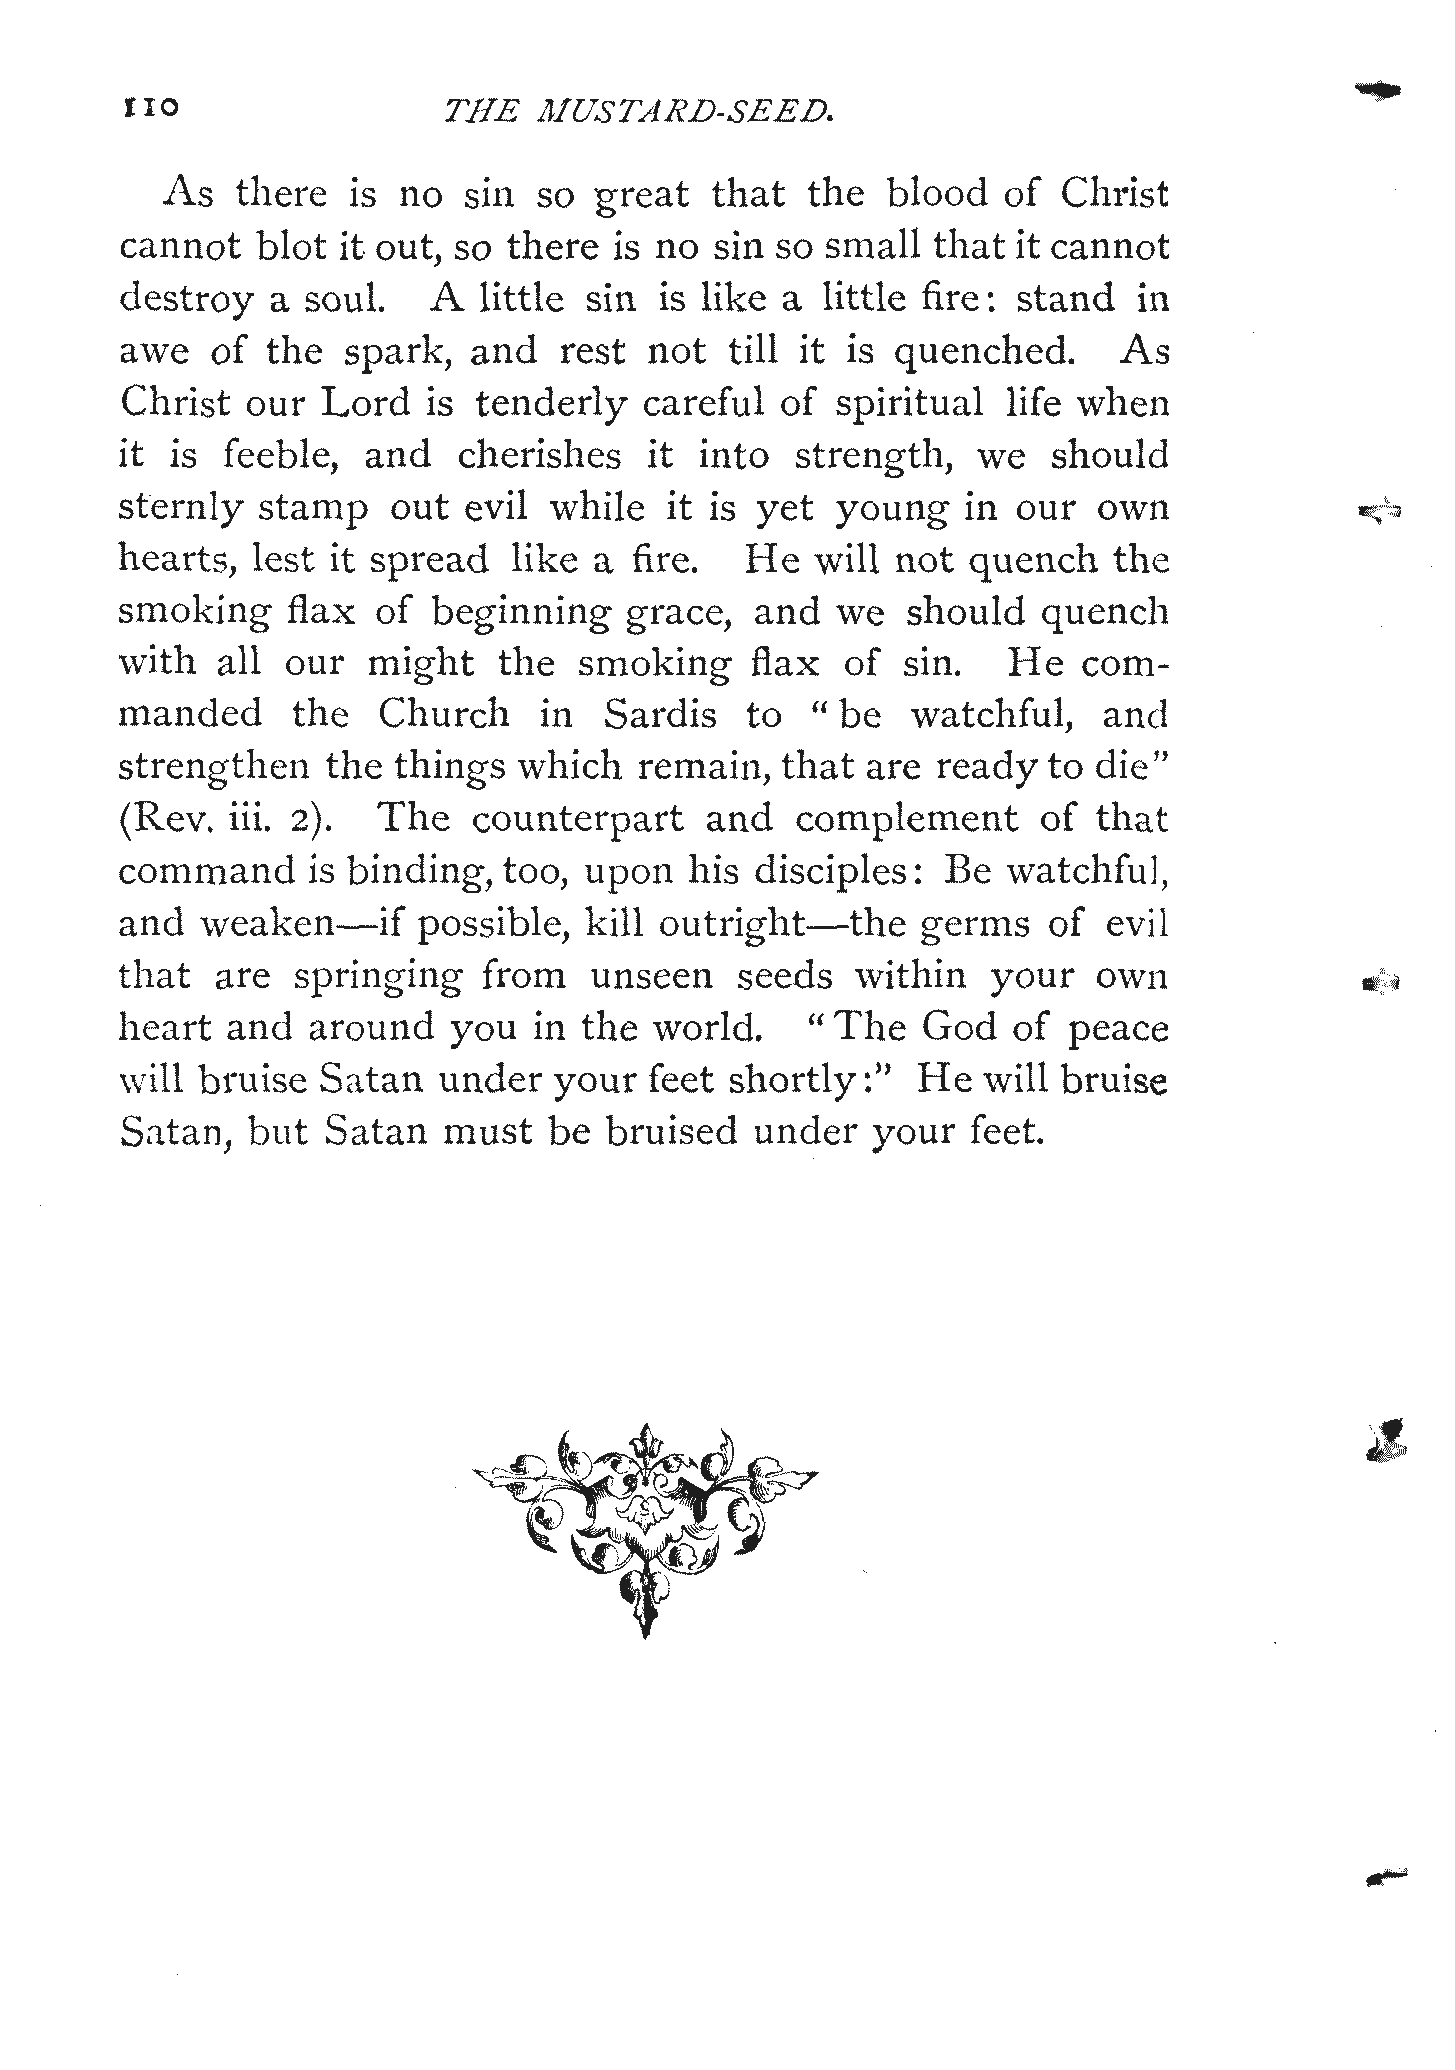 110 THE MUSTARD-SEED.
As there is no sin so great that the blood of Christ
cannot blot it out, so there is no sin so small that it cannot
destroy a soul. A little sin is like a little fire: stand in
awe of the spark, and rest not till it is quenched. As
Christ our Lord is tenderly careful of spiritual life when
it is feeble, and cherishes it into strength, we should
sternly stamp out evil while it is yet young in our own
hearts, lest it spread like a fire. He will not quench the
smoking flax of beginning grace, and we should quench
with all our might the smoking flax of sin. He com-
manded the Church in Sardis to “be watchful, and
strengthen the things which remain, that are ready to die”
(Rev. iii. 2). The counterpart and complement of that
command is binding, too, upon his disciples: Be watchful,
and weaken—if possible, kill outright—the germs of evil
that are springing from unseen seeds within your own
heart and around you in the world. “The God of peace
will bruise Satan under your feet shortly:” He will bruise
Satan, but Satan must be bruised under your feet.